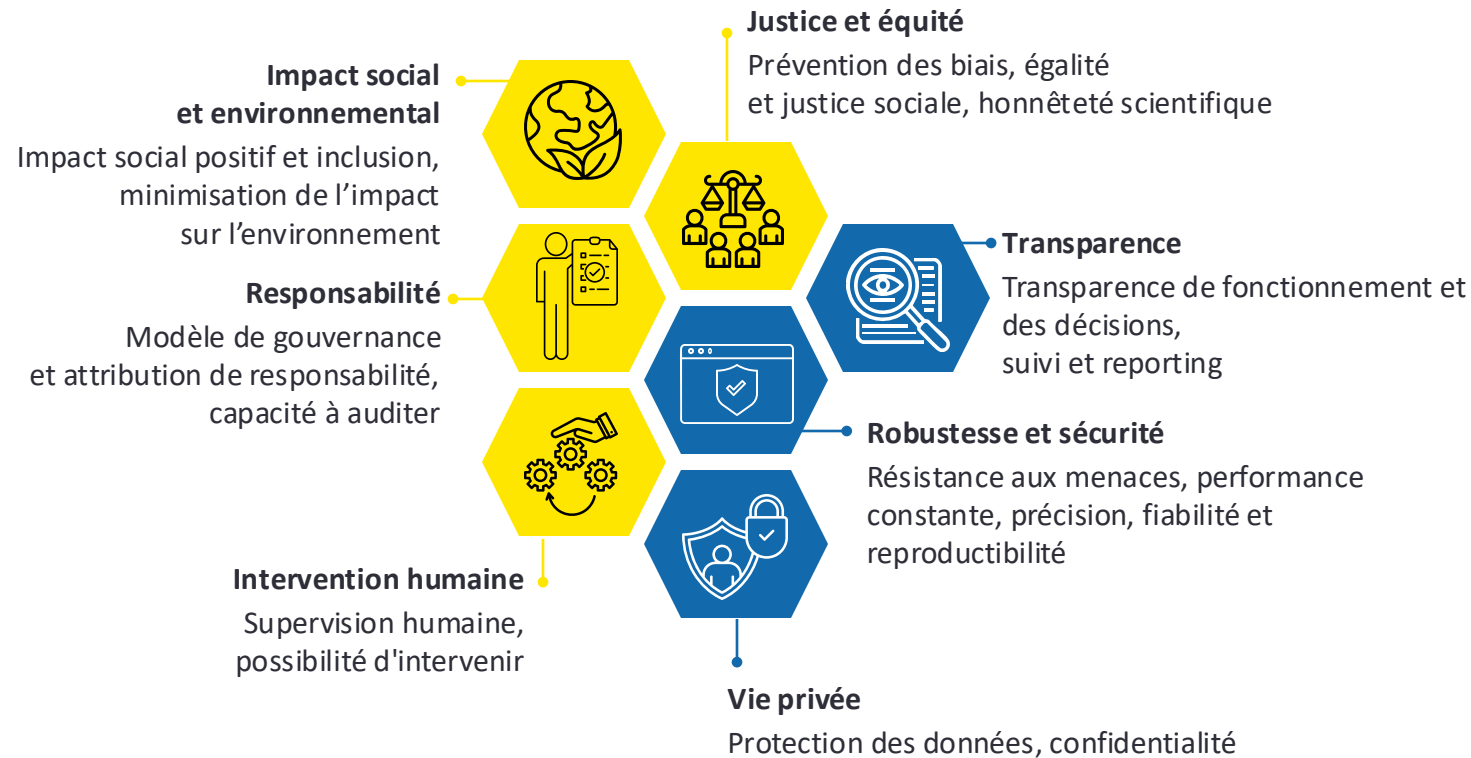 Justice et équité
Prévention des biais, égalité
et justice sociale, honnêteté scientifique
Impact social
et environnemental
Impact social positif et inclusion,
minimisation de l’impact
sur l’environnement
Transparence
Transparence de fonctionnement et
des décisions,
suivi et reporting
Responsabilité
Modèle de gouvernance
et attribution de responsabilité,
capacité à auditer
Robustesse et sécurité
Résistance aux menaces, performance
constante, précision, fiabilité et
reproductibilité
Intervention humaine
Supervision humaine,
possibilité d'intervenir
Vie privée
Protection des données, confidentialité